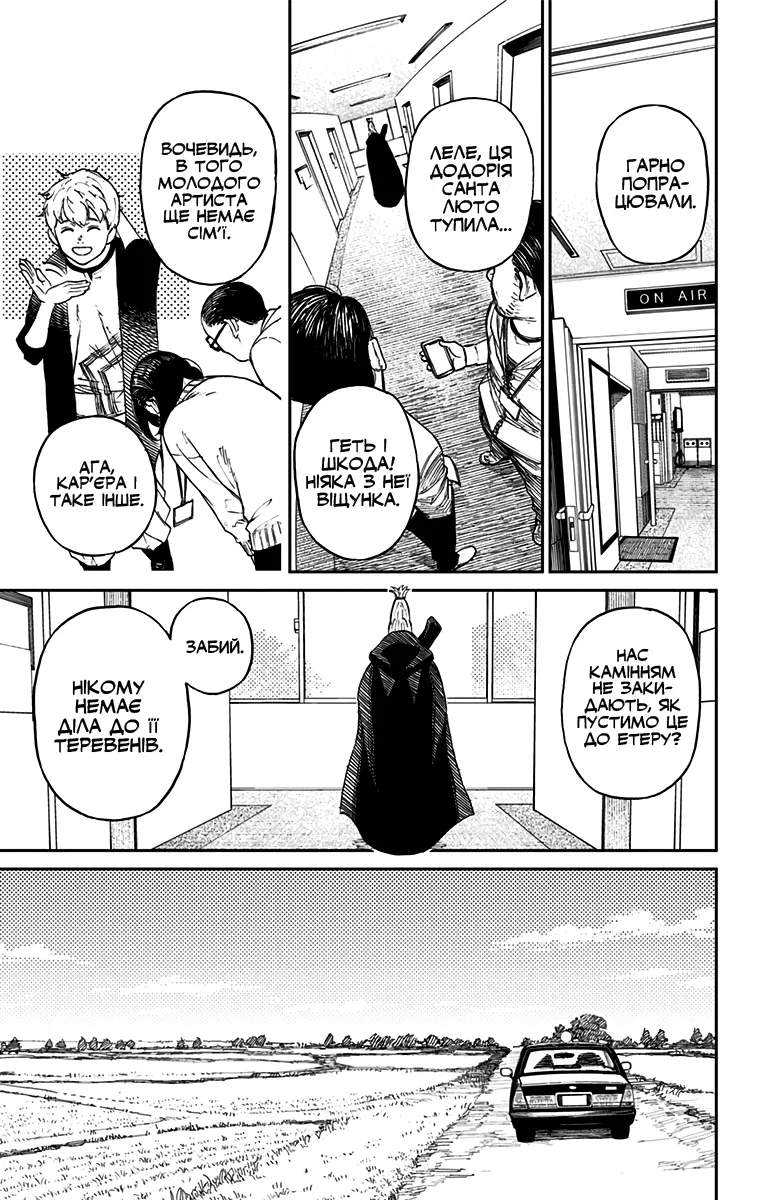 ГАРНО
ПОПРА-
ЦЮВАЛИ.
ON AIR
ЛЕЛЕ, ЦЯ
ДОДОРІЯ
САНТА
ЛЮТО
ТУПИЛА...
ГЕТЬ І
ШКОДА!
НІЯКА З НЕЇ
ВІЩУНКА.
ВОЧЕВИДЬ,
В ТОГО
МОЛОДОГО
АРТИСТА
ЩЕ НЕМАЄ
СІМ'Ї.
АГА,
КАР'ЄРА І
ТАКЕ ІНШЕ.
НАС
КАМІННЯМ
НЕ ЗАКИ-
ДАЮТЬ, ЯК
ПУСТИМО ЦЕ
ДО ЕТЕРУ?
ЗАБИЙ.
НІКОМУ
НЕМАЄ
ДІЛА ДО ЇЇ
ТЕРЕВЕНІВ.